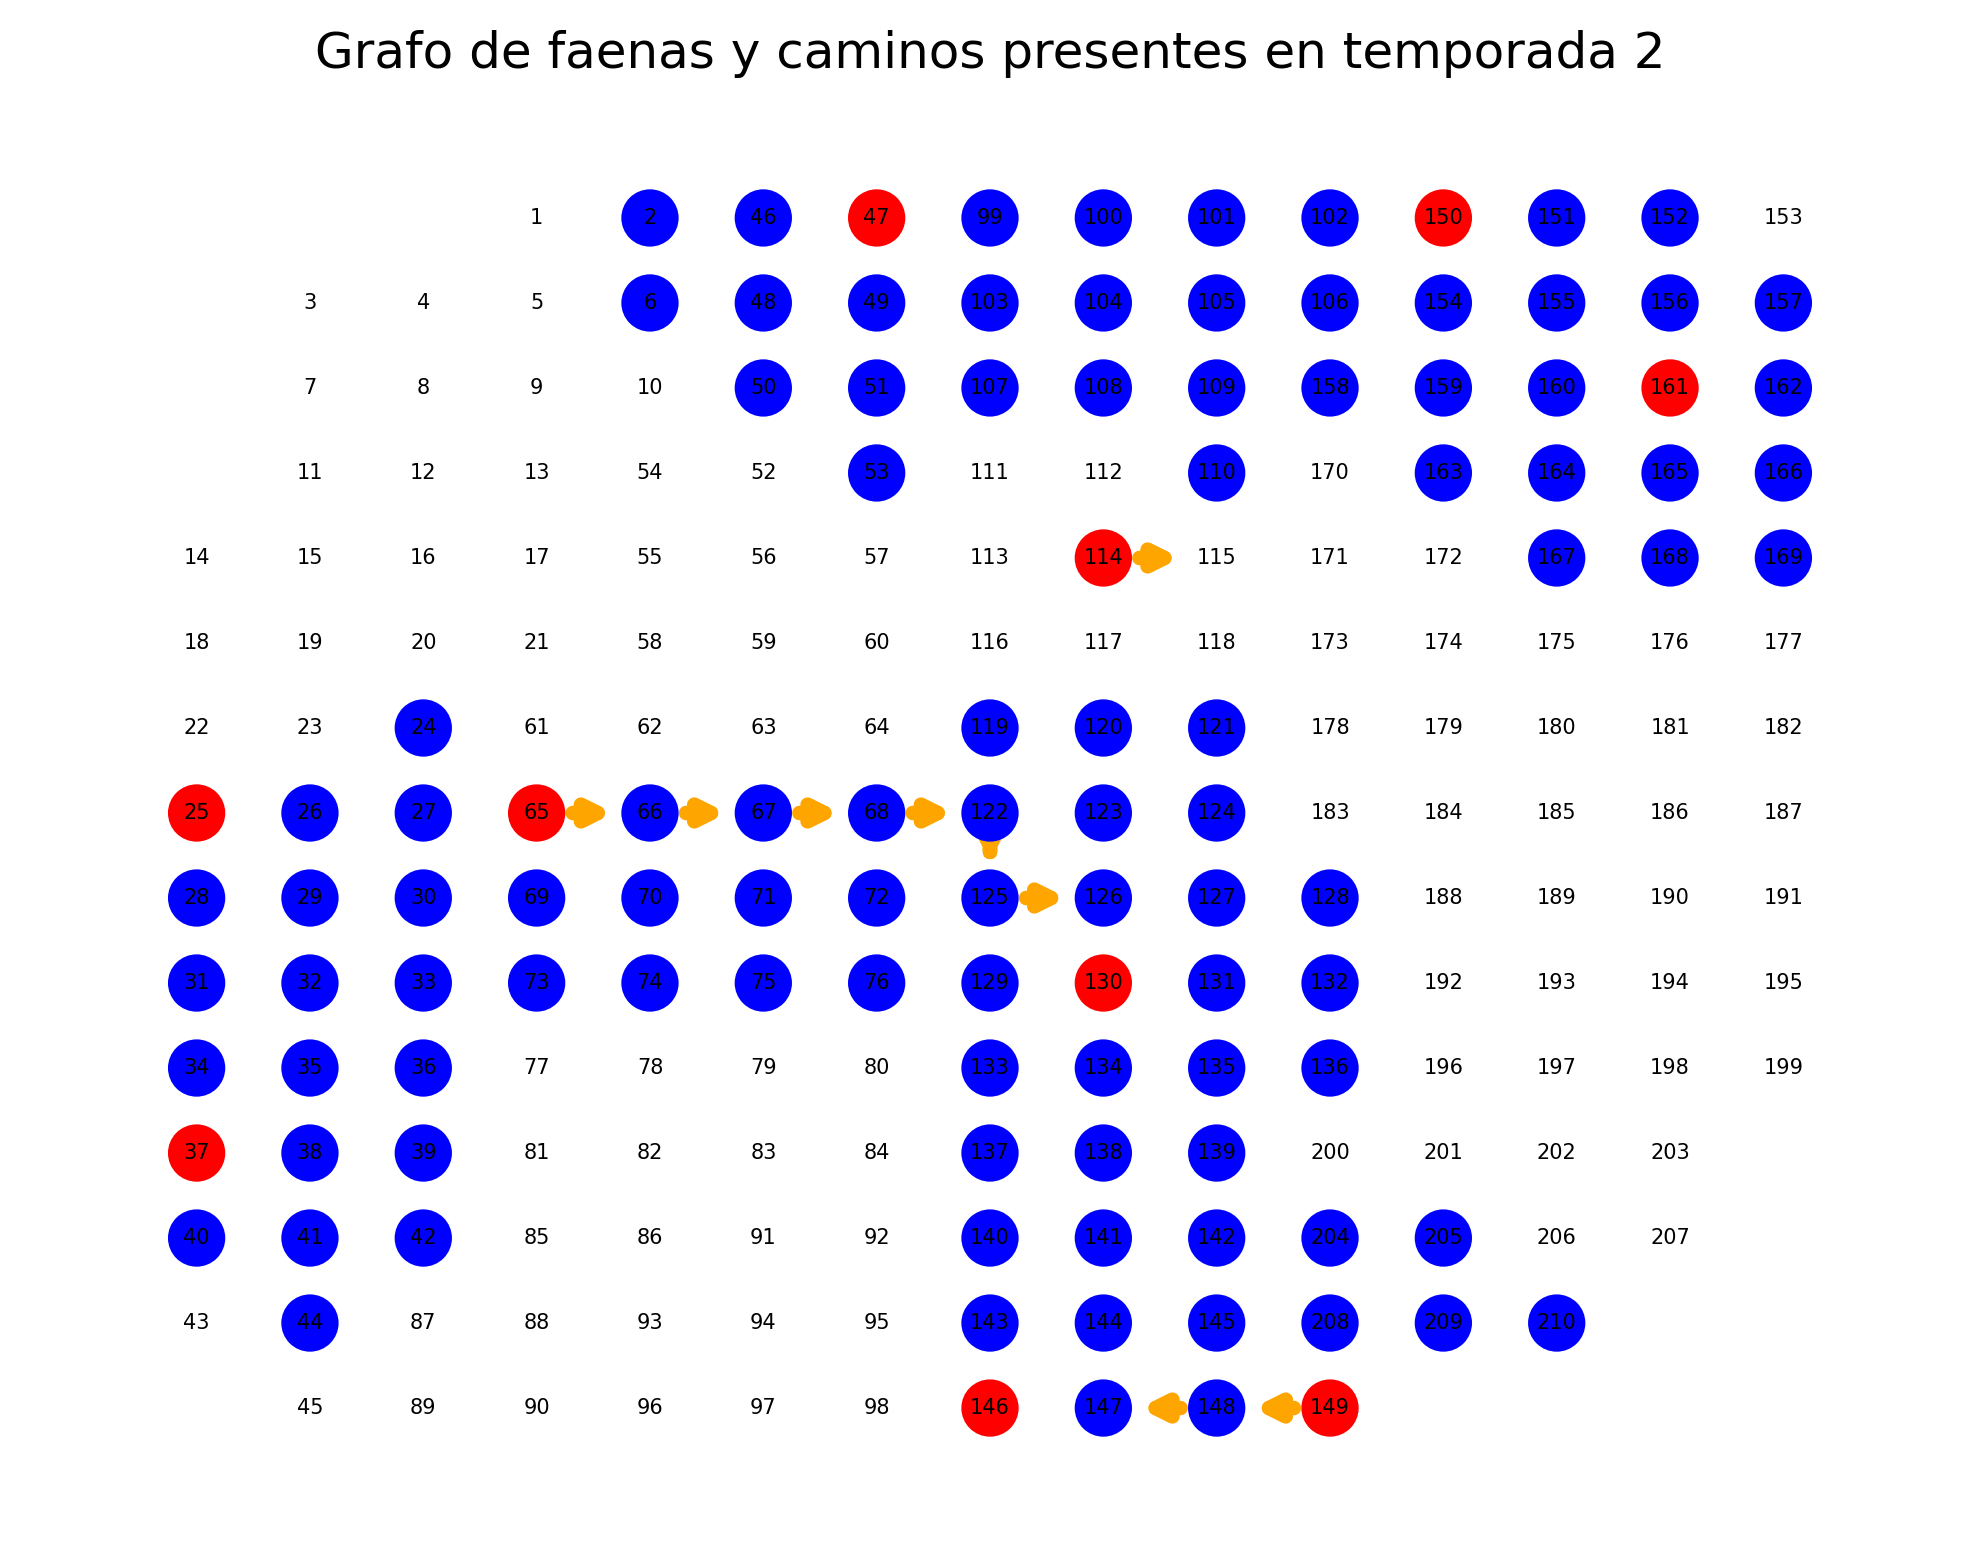 Grafo de faenas y caminos presentes en temporada 2
1 2 46 47 99 100 101 102 150 151 152 153
3 4 5 6 48 49 103 104 105 106 154 155 156 157
7 8 9 10 50 51 107 108 109 158 159 160 161 162
11 12 13 54 52 53 111 112 110 170 163 164 165 166
14 15 16 17 55 56 57 113 114 115 171 172 167 168 169
18 19 20 21 58 59 60 116 117 118 173 174 175 176 177
22 23 24 61 62 63 64 119 120 121 178 179 180 181 182
25 26 27 65 66 67 68 122 123 124 183 184 185 186 187
28 29 30 69 70 71 72 125 126 127 128 188 189 190 191
31 32 33 73 74 75 76 129 130 131 132 192 193 194 195
34 35 36 77 78 79 80 133 134 135 136 196 197 198 199
37 38 39 81 82 83 84 137 138 139 200 201 202 203
40 41 42 85 86 91 92 140 141 142 204 205 206 207
43 44 87 88 93 94 95 143 144 145 208 209 210
45 89 90 96 97 98 146 147 148 149